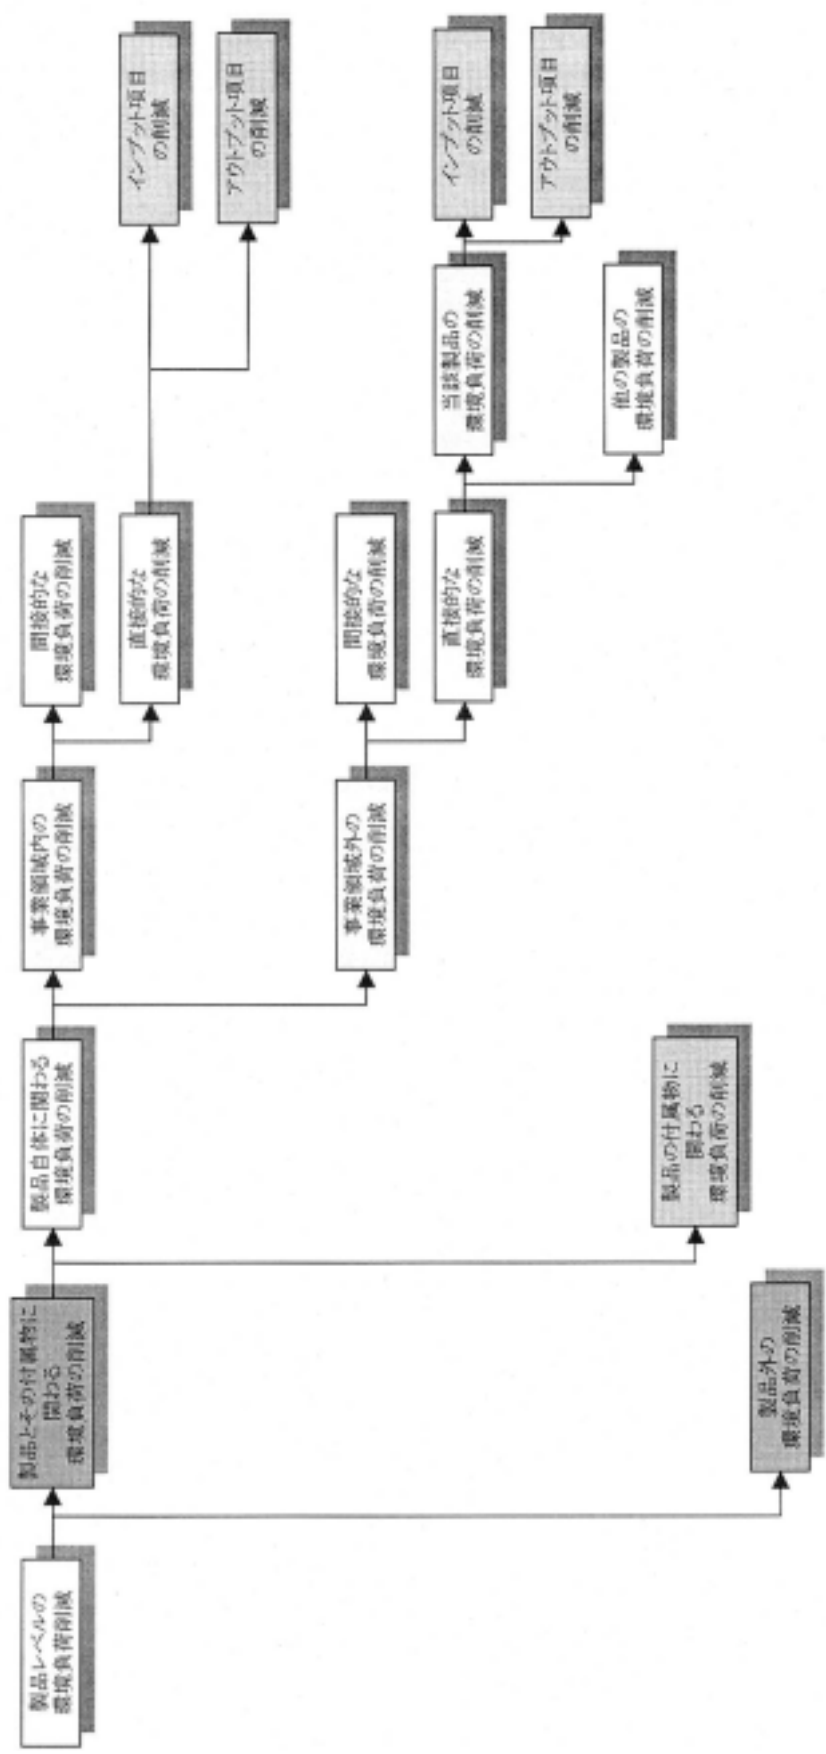 製品レベルの
環境負荷削減
製品とその付属物に
関わる
環境負荷の削減
製品外の
環境負荷の削減
製品自体に関わる
環境負荷の削減
製品の付属物に
関わる
環境負荷の削減
事業領域内の
環境負荷の削減
事業領域外の
環境負荷の削減
間接的な
環境負荷の削減
直接的な
環境負荷の削減
間接的な
環境負荷の削減
直接的な
環境負荷の削減
当該製品の
環境負荷の削減
他の製品の
環境負荷の削減
インプット項目
の削減
アウトプット項目
の削減
インプット項目
の削減
アウトプット項目
の削減